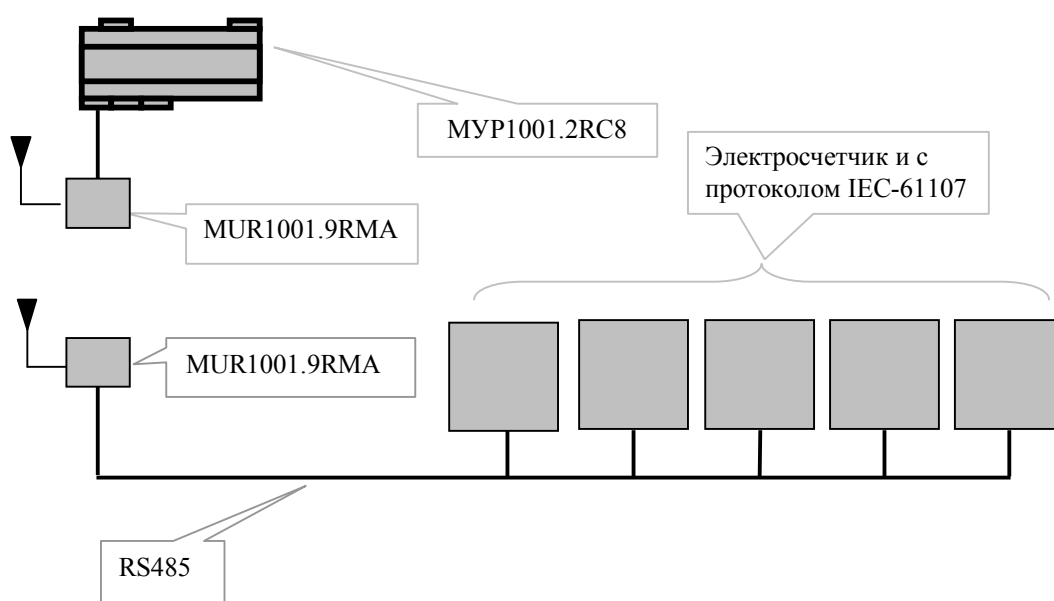 МУР1001.2RC8
Электросчетчик и с
протоколом IEC-61107
MUR1001.9RMA
MUR1001.9RMA
RS485